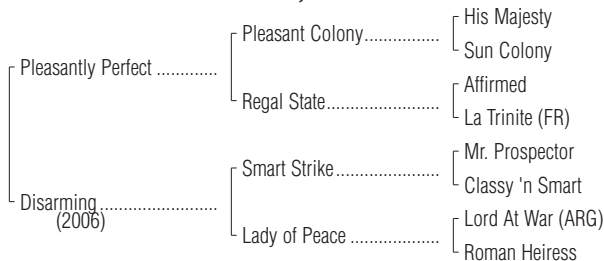 His Majesty
Pleasant Colony.................
Sun Colony
Pleasantly Perfect .............
Affirmed
Regal State.........................
La Trinite (FR)
Mr. Prospector
Smart Strike.......................
Classy 'n Smart
Disarming.........................
(2006)
Lord At War (ARG)
Lady of Peace ....................
Roman Heiress